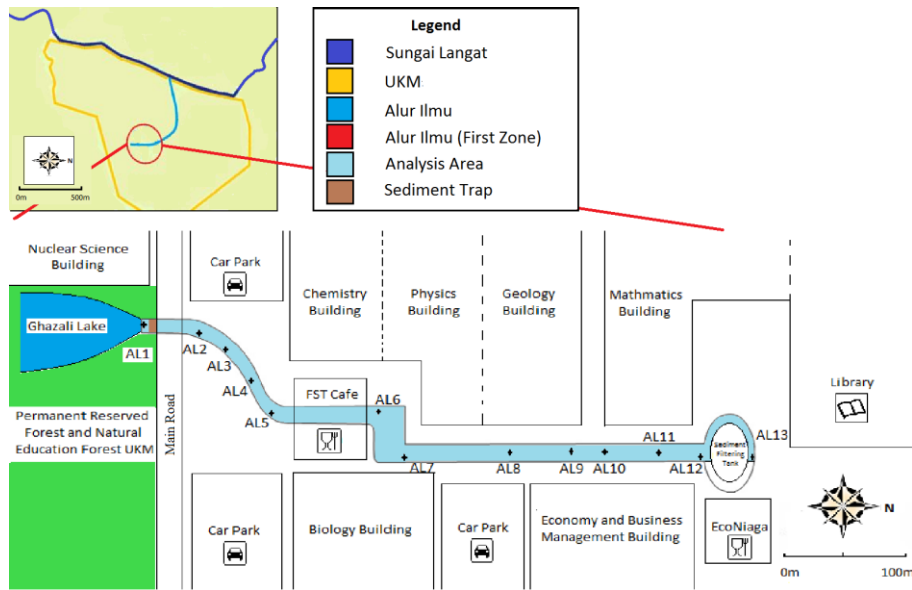 Legend
Sungai Langat
UKM
Alur Ilmu
Alur Ilmu (First Zone)
Analysis Area
Sediment Trap
N
0m 500m
Nuclear Science
Building
Car Park
Chemistry
Building
Physics
Building
Geology
Building
Mathmatics
Building
Ghazali Lake
AL1
AL2
AL3
AL4
AL5
FST Cafe
AL6
AL7
AL8
AL9
AL10
AL11
AL12
AL13
Sediment
Filtering
Tank
Library
Permanent Reserved
Forest and Natural
Education Forest UKM
Main Road
Car Park
Biology Building
Car Park
Economy and Business
Management Building
EcoNiaga
N
0m 100m